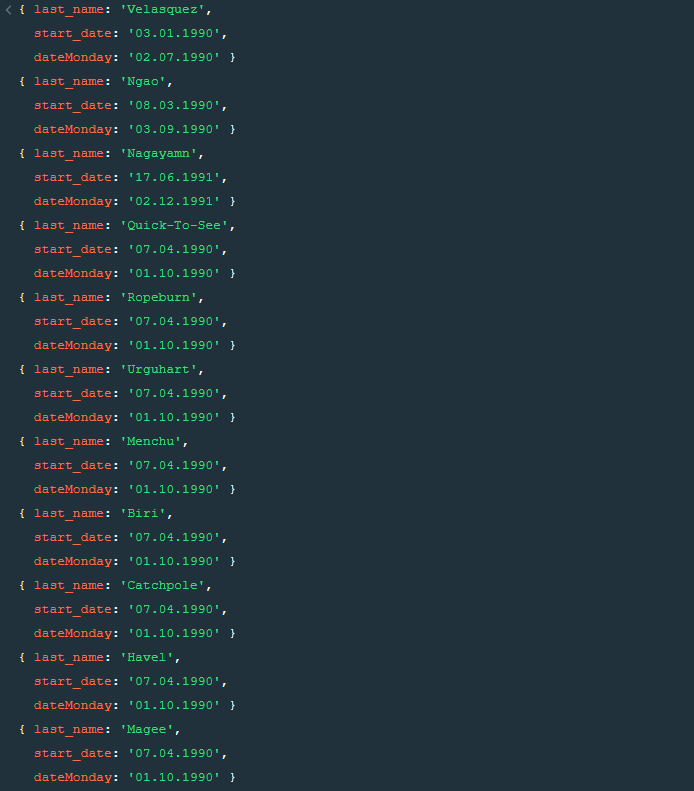 { last_name: 'Velasquez',
start_date: '03.01.1990',
dateMonday: '02.07.1990' }
{ last_name: 'Ngao',
start_date: '08.03.1990',
dateMonday: '03.09.1990' }
{ last_name: 'Nagayamn',
start_date: '17.06.1991',
dateMonday: '02.12.1991' }
{ last_name: 'Quick-To-See',
start_date: '07.04.1990',
dateMonday: '01.10.1990' }
{ last_name: 'Ropeburn',
start_date: '07.04.1990',
dateMonday: '01.10.1990' }
{ last_name: 'Urguhart',
start_date: '07.04.1990',
dateMonday: '01.10.1990' }
{ last_name: 'Menchu',
start_date: '07.04.1990',
dateMonday: '01.10.1990' }
{ last_name: 'Biri',
start_date: '07.04.1990',
dateMonday: '01.10.1990' }
{ last_name: 'Catchpole',
start_date: '07.04.1990',
dateMonday: '01.10.1990' }
{ last_name: 'Havel',
start_date: '07.04.1990',
dateMonday: '01.10.1990' }
{ last_name: 'Magee',
start_date: '07.04.1990',
dateMonday: '01.10.1990' }